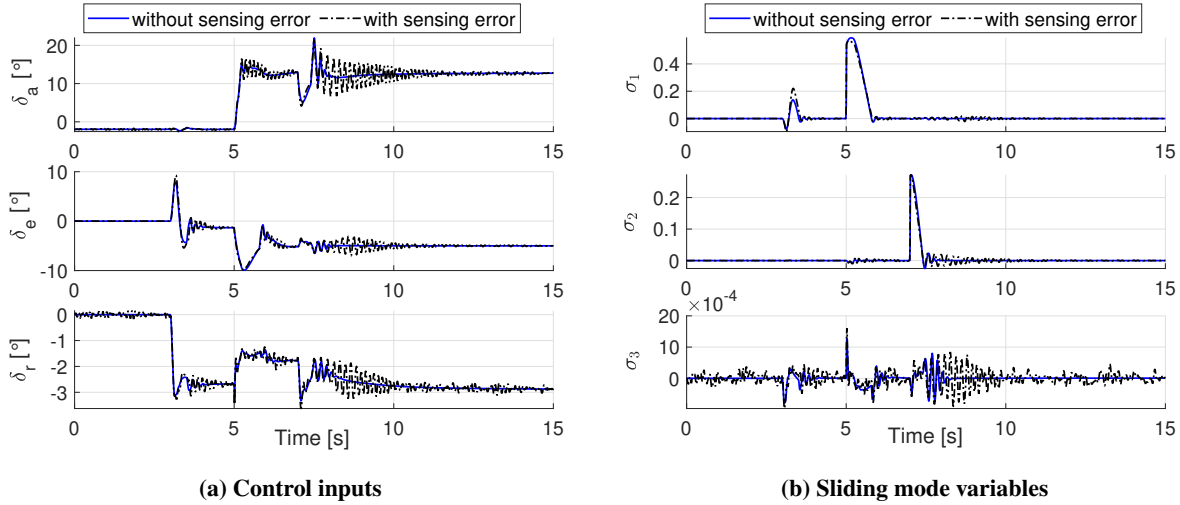 without sensing error with sensing error
20
10
0
δa [°]
0 5 10 15
10
0
-10
δe [°]
0 5 10 15
0
-1
-2
-3
δr [°]
0 5 10 15
Time [s]
(a) Control inputs
without sensing error with sensing error
0.4
0.2
0
σ1
0 5 10 15
0.2
0.1
0
σ2
0 5 10 15
×10-4
20
10
0
σ3
0 5 10 15
Time [s]
(b) Sliding mode variables